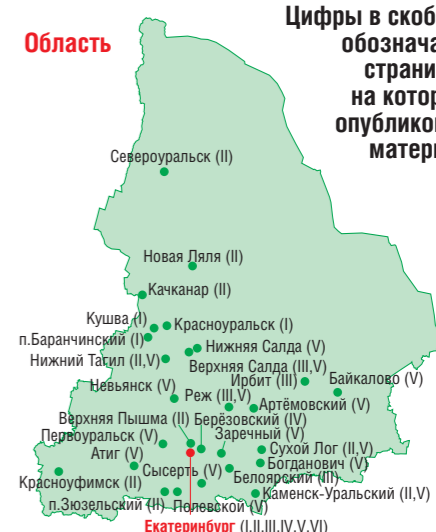 Область
Цифры в скоб
обознача
страни
на котор
опубликов
матери
Североуральск (II)
Новая Ляля (II)
Качканар (II)
Кушва (I)
Красноуральск (I)
п.Баранчинский (I)
Нижняя Салда (V)
Нижний Тагил (II,V)
Верхняя Салда (III,V)
Ирбит (III)
Байкалово (V)
Невьянск (V)
Реж (III,V)
Артёмовский (V)
Верхняя Пышма (II)
Берёзовский (IV)
Первоуральск (V)
Заречный (V)
Сухой Лог (II,V)
Атиг (V)
Богданович (V)
Сысерть (V)
Белоярский (III)
Красноуфимск (II)
Каменск-Уральский (II,V)
п.Зюзельский (II)
Полевской (V)
Екатеринбург (I,II,III,IV,V,VI)